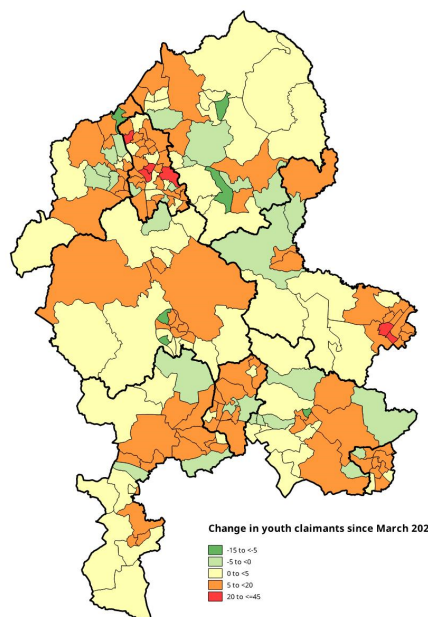 Change in youth claimants since March 202
-15 to <-5
-5 to <0
0 to <5
5 to <20
20 to <=45